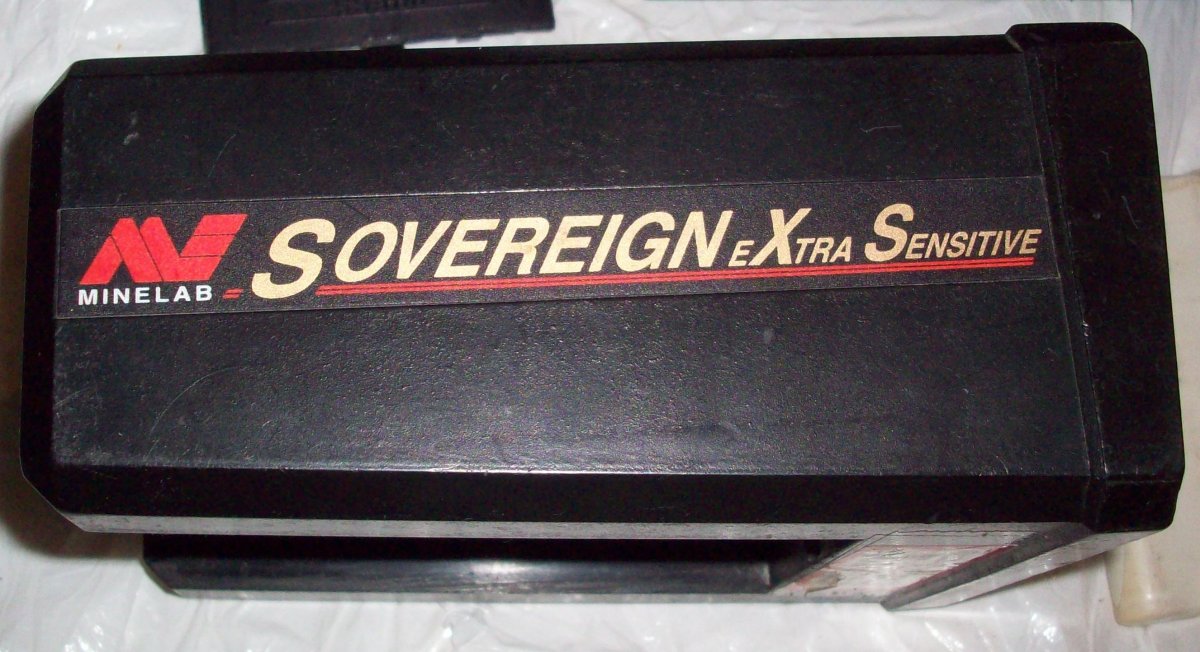 MINELAB
SOVEREIGN eXTRA SENSITIVE